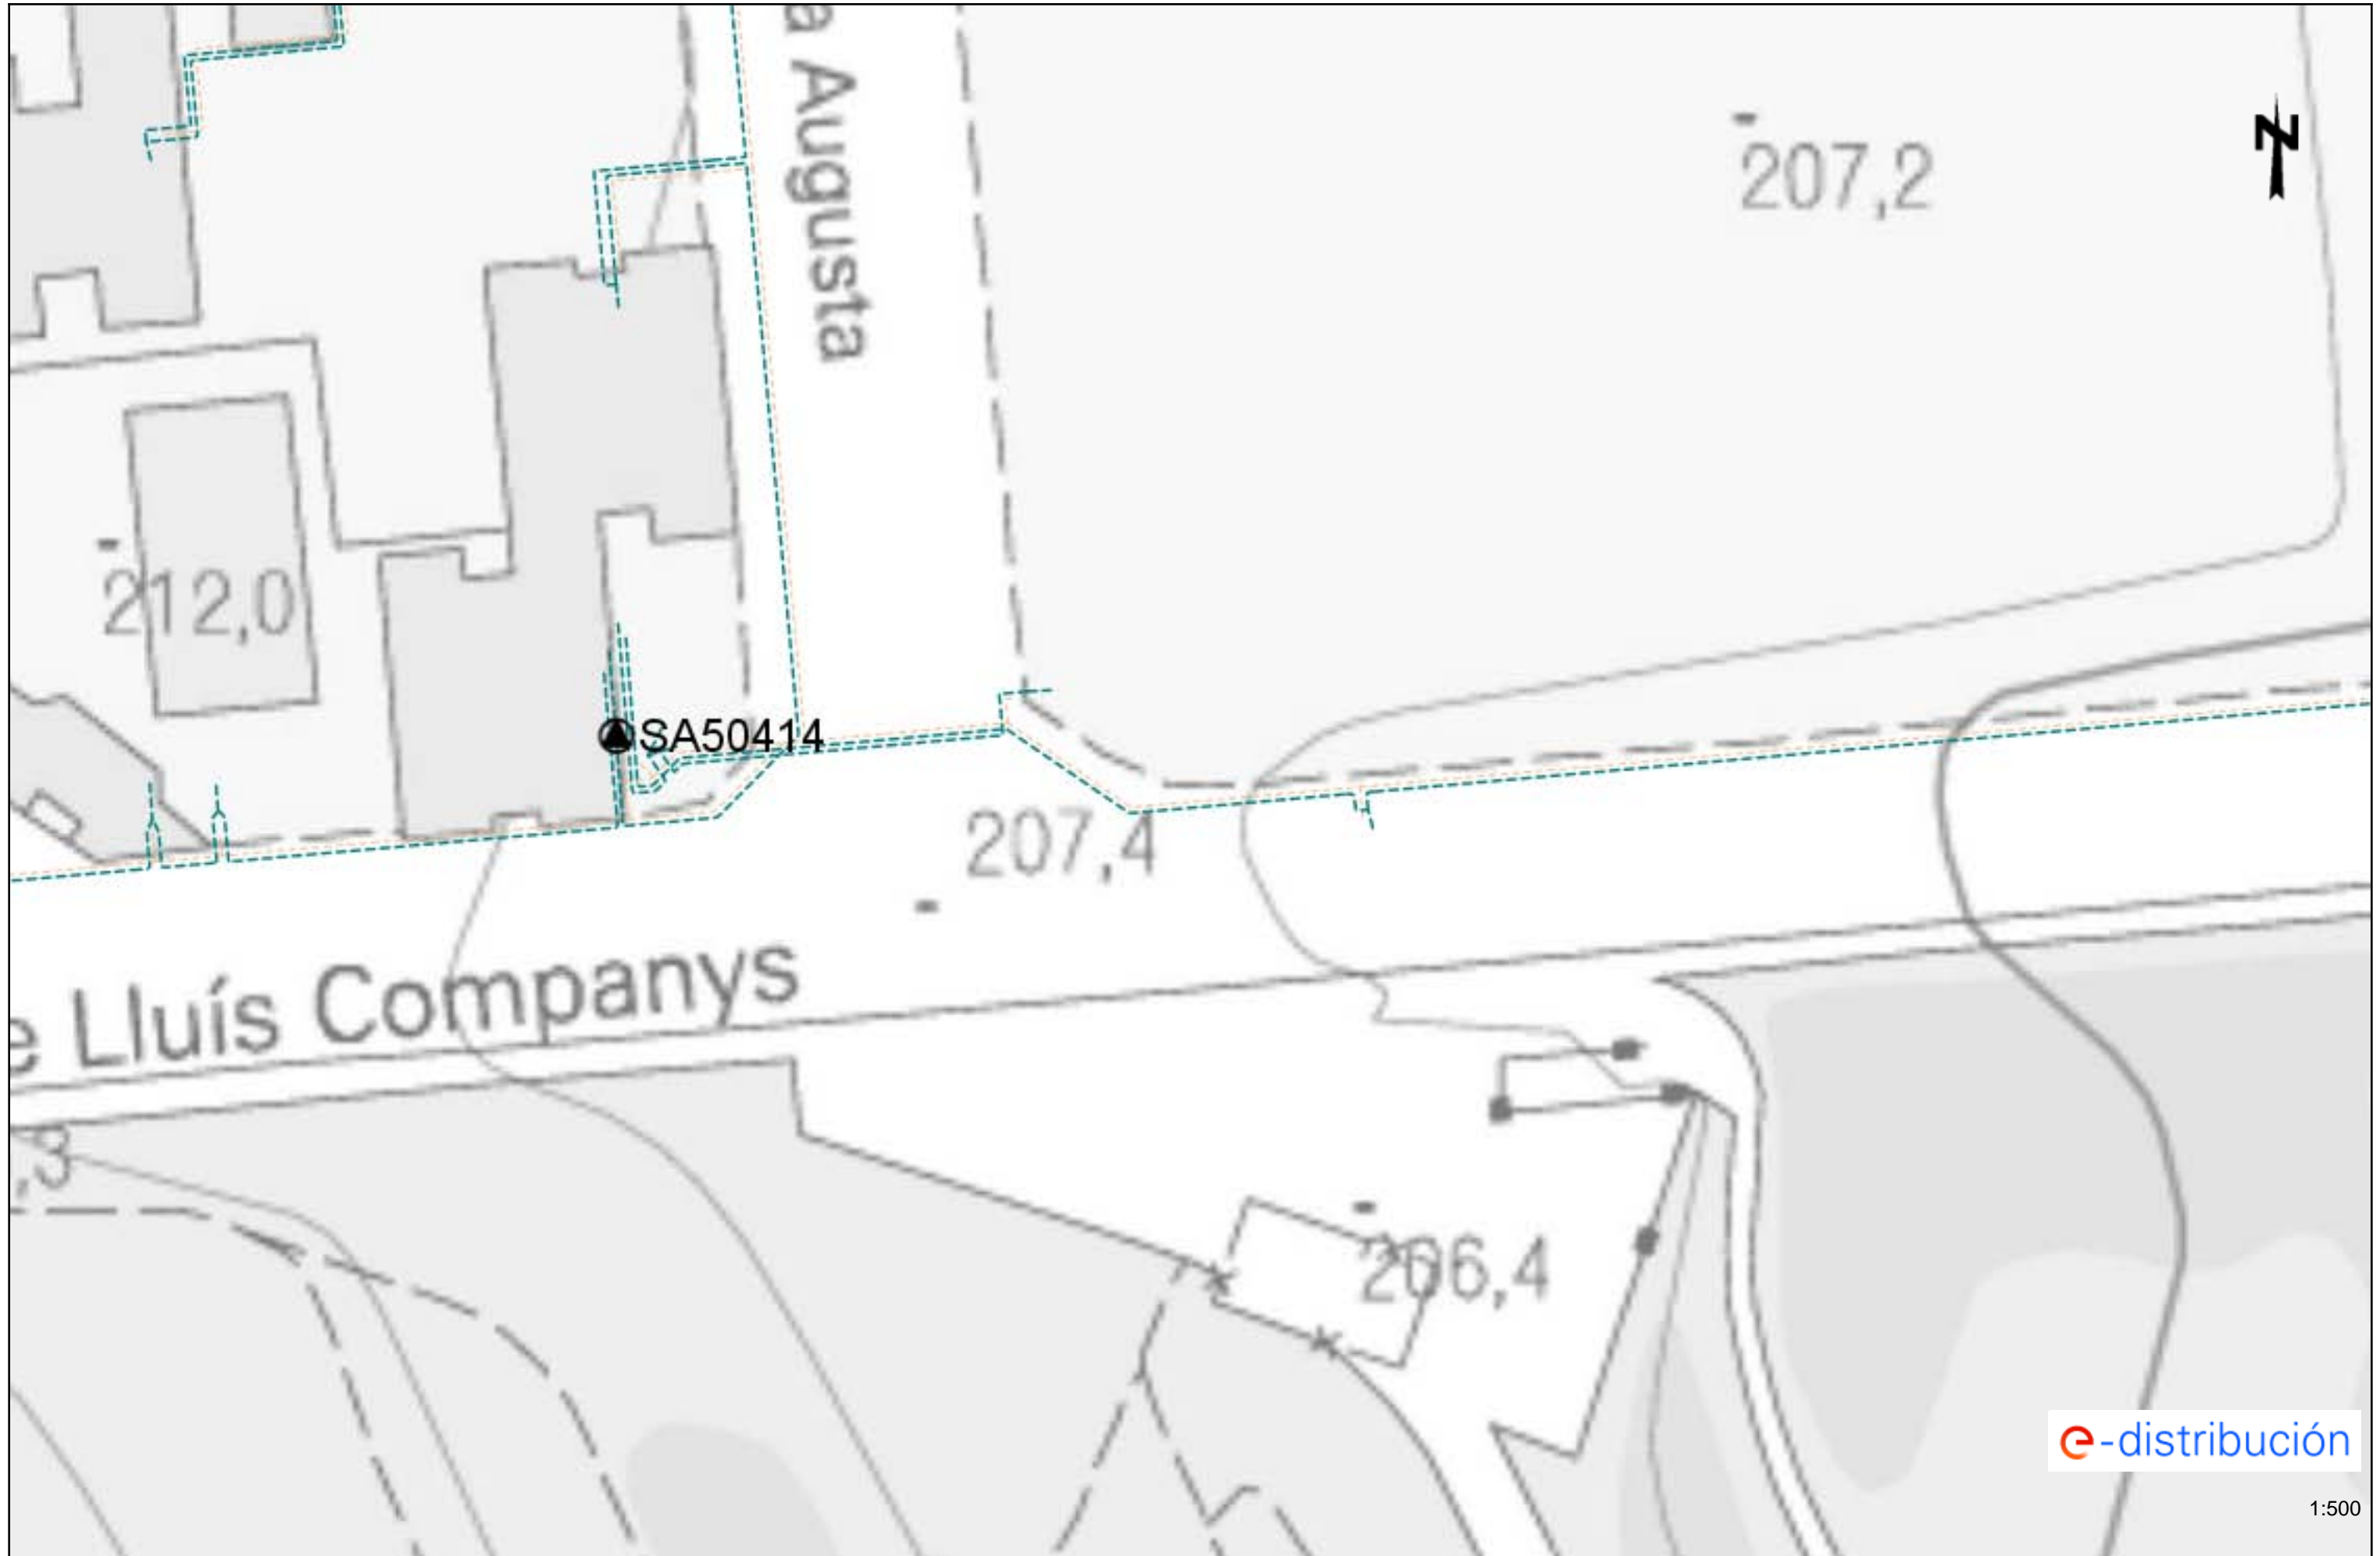 a Augusta
N
207,2
212,0
SA50414
207,4
e Lluís Companys
,3
206,4
e-distribución
1:500